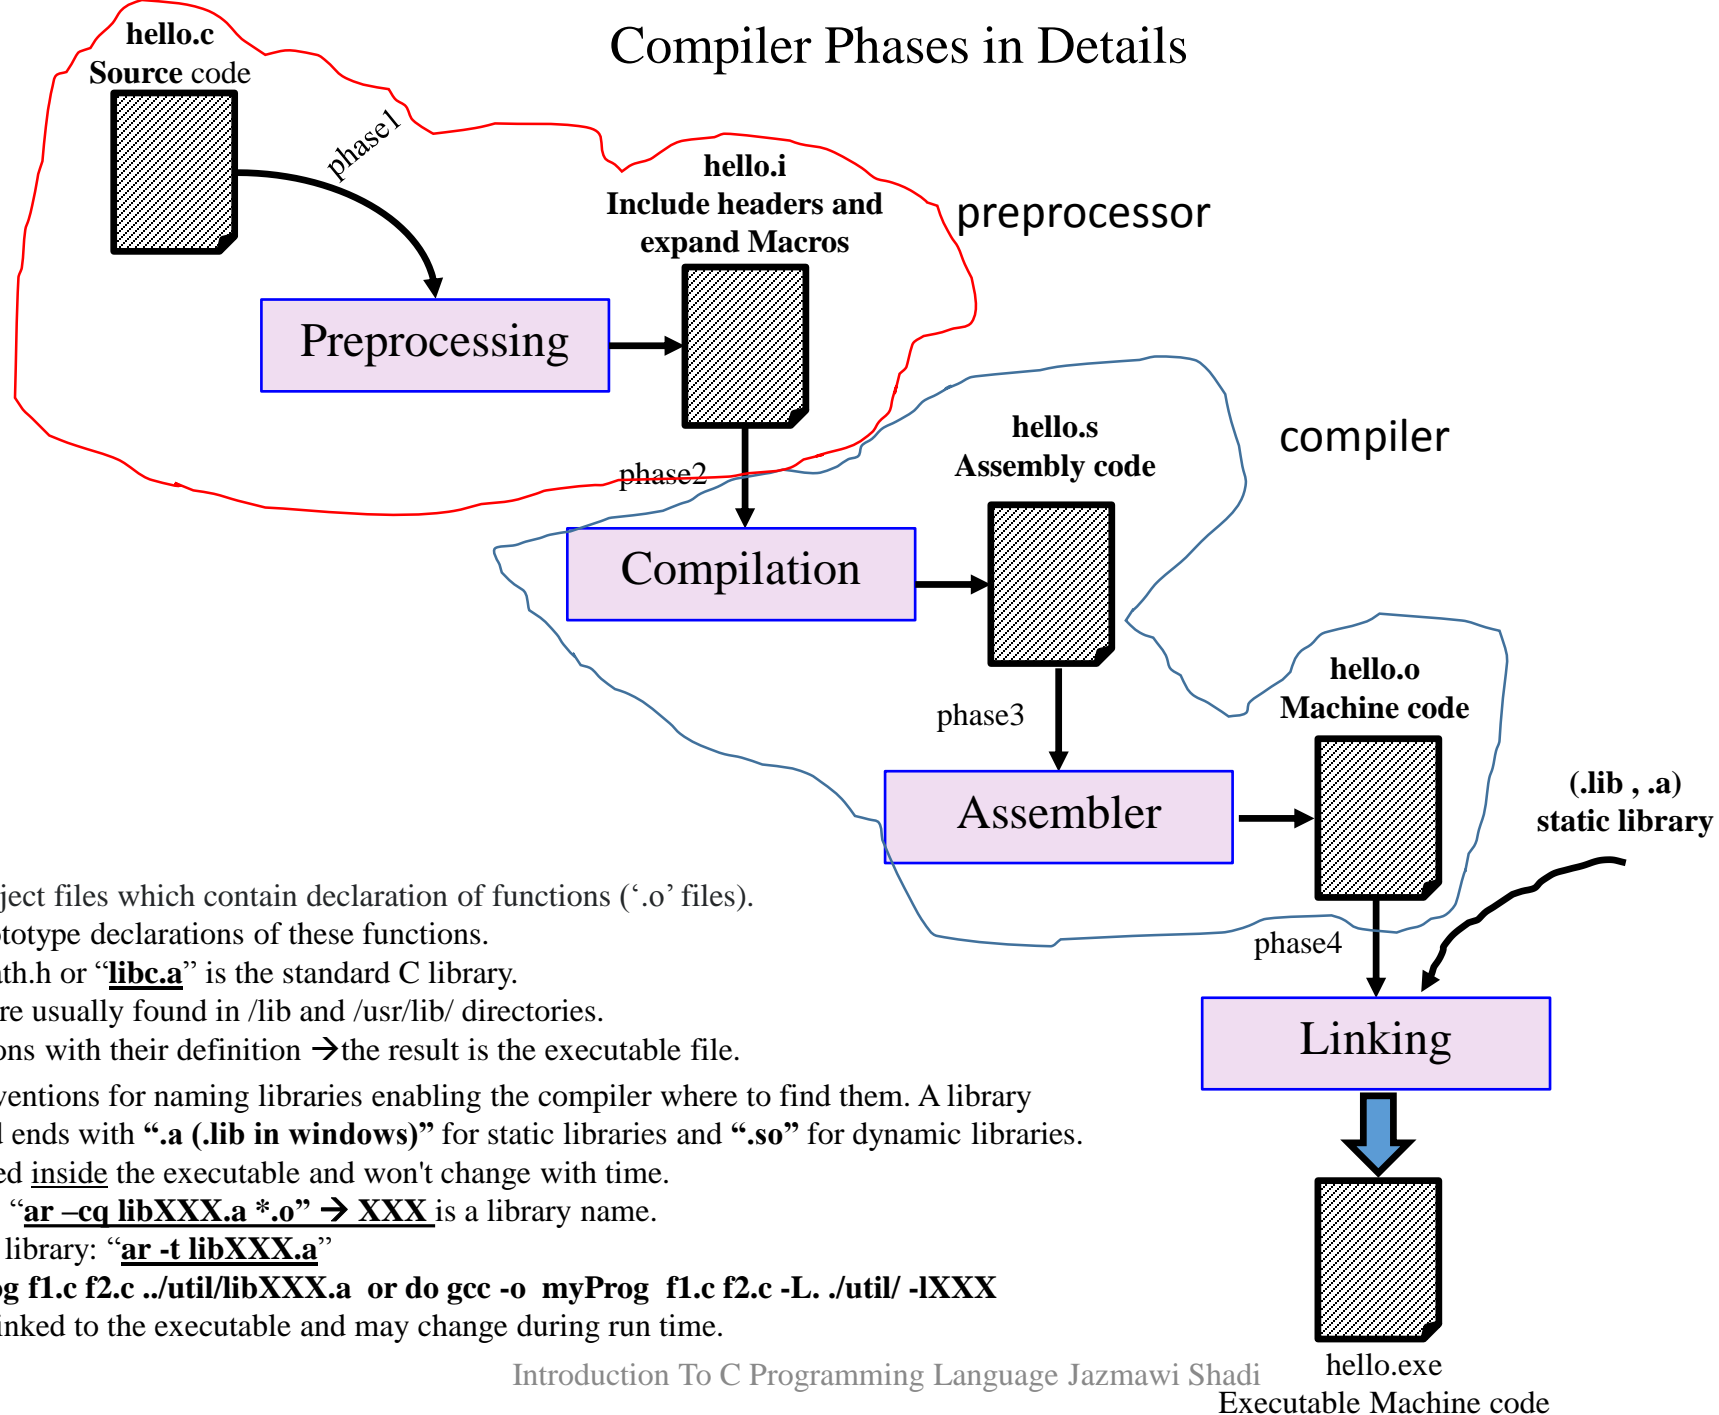 Compiler Phases in Details
hello.c
Source code
phase1
hello.i
Include headers and
expand Macros
preprocessor
Preprocessing
phase2
hello.s
Assembly code
compiler
Compilation
phase3
hello.o
Machine code
Assembler
(.lib , .a)
static library
phase4
Linking
hello.exe
Executable Machine code
ject files which contain declaration of functions (‘.o’ files).
totype declarations of these functions.
ath.h or “libc.a” is the standard C library.
re usually found in /lib and /usr/lib/ directories.
ons with their definition →the result is the executable file.
ventions for naming libraries enabling the compiler where to find them. A library
d ends with “.a (.lib in windows)” for static libraries and “.so” for dynamic libraries.
ed inside the executable and won't change with time.
“ar –cq libXXX.a *.o” → XXX is a library name.
library: “ar -t libXXX.a”
og f1.c f2.c ../util/libXXX.a or do gcc -o myProg f1.c f2.c -L. ./util/ -lXXX
inked to the executable and may change during run time.
Introduction To C Programming Language Jazmawi Shadi